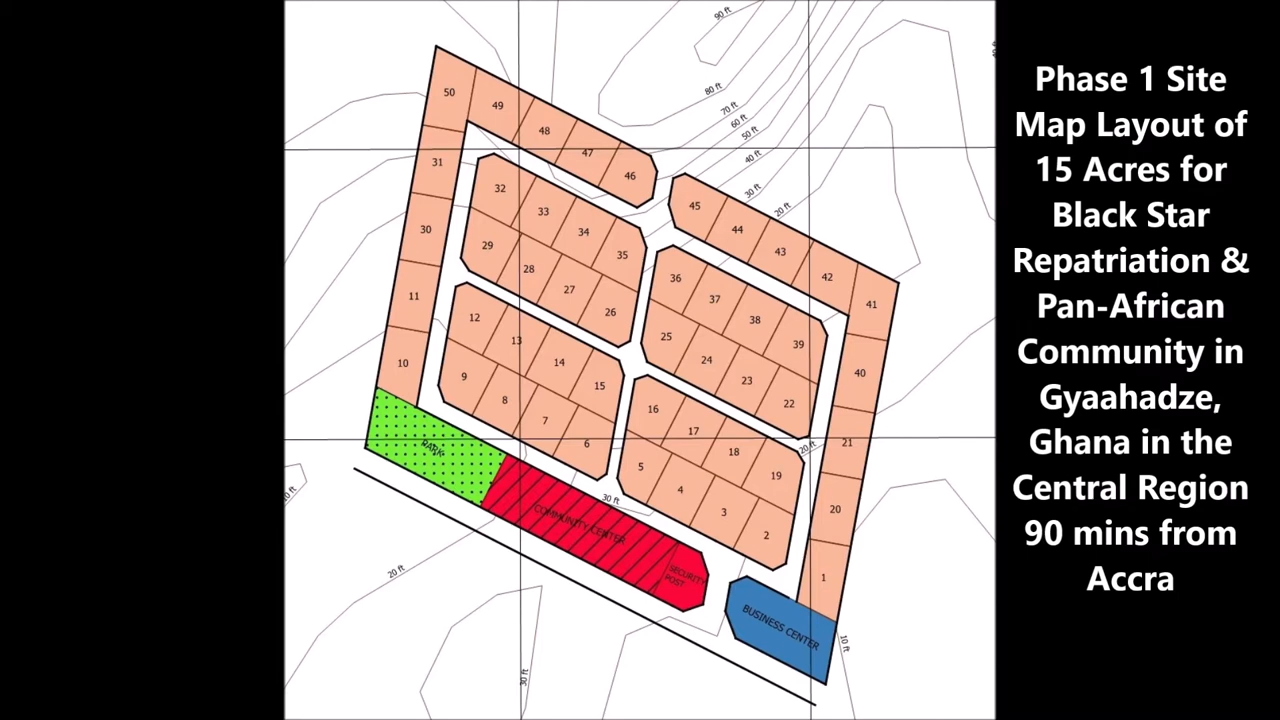 Phase 1 Site
Map Layout of
15 Acres for
Black Star
Repatriation &
Pan-African
Community in
Gyaahadze,
Ghana in the
Central Region
90 mins from
Accra
90 ft
80 ft
70 ft
60 ft
50 ft
40 ft
30 ft
20 ft
50
49
48
47
46
45
44
43
42
41
31
32
33
34
35
36
37
38
39
40
30
29
28
27
26
25
24
23
22
21
11
12
13
14
15
16
17
18
19
20
10
9
8
7
6
5
4
3
2
1
20 ft
30 ft
10 ft
20 ft
30 ft
10 ft
PARK
COMMUNITY CENTER
SECURITY
POST
BUSINESS CENTER